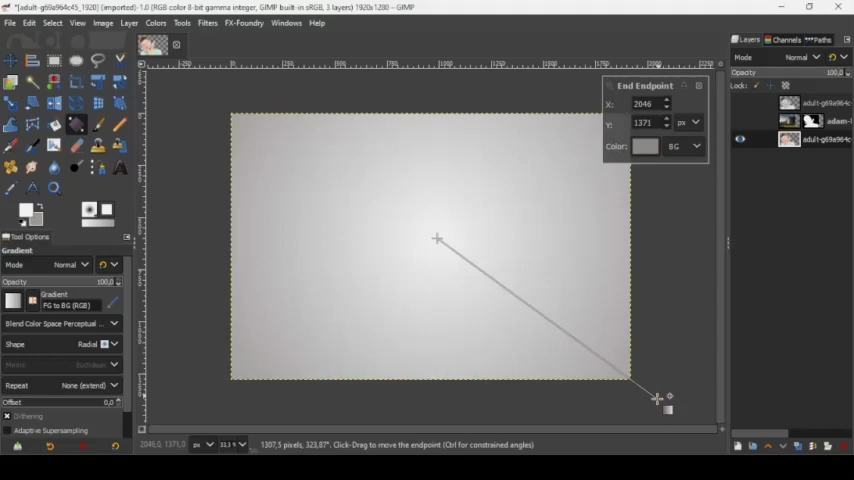 *[adult-g69a964c45_1920] (imported)-1.0 (RGB color 8-bit gamma integer, GIMP built-in sRGB, 3 layers) 1920x1280 – GIMP
File Edit Select View Image Layer Colors Tools Filters FX-Foundry Windows Help
Layers Channels Paths
Mode Normal
Opacity 100,0
Lock:
adult-g69a964c
adam-
adult-g69a964c
End Endpoint
X: 2046
Y: 1371 px
Color: BG
Tool Options
Gradient
Mode Normal
Opacity 100,0
Gradient
FG to BG (RGB)
Blend Color Space Perceptual ...
Shape Radial
Metric Euclidean
Repeat None (extend)
Offset 0,0
Dithering
Adaptive Supersampling
2046,0, 1371,0 px 33,3 % 1307,5 pixels, 323,87°. Click-Drag to move the endpoint (Ctrl for constrained angles)